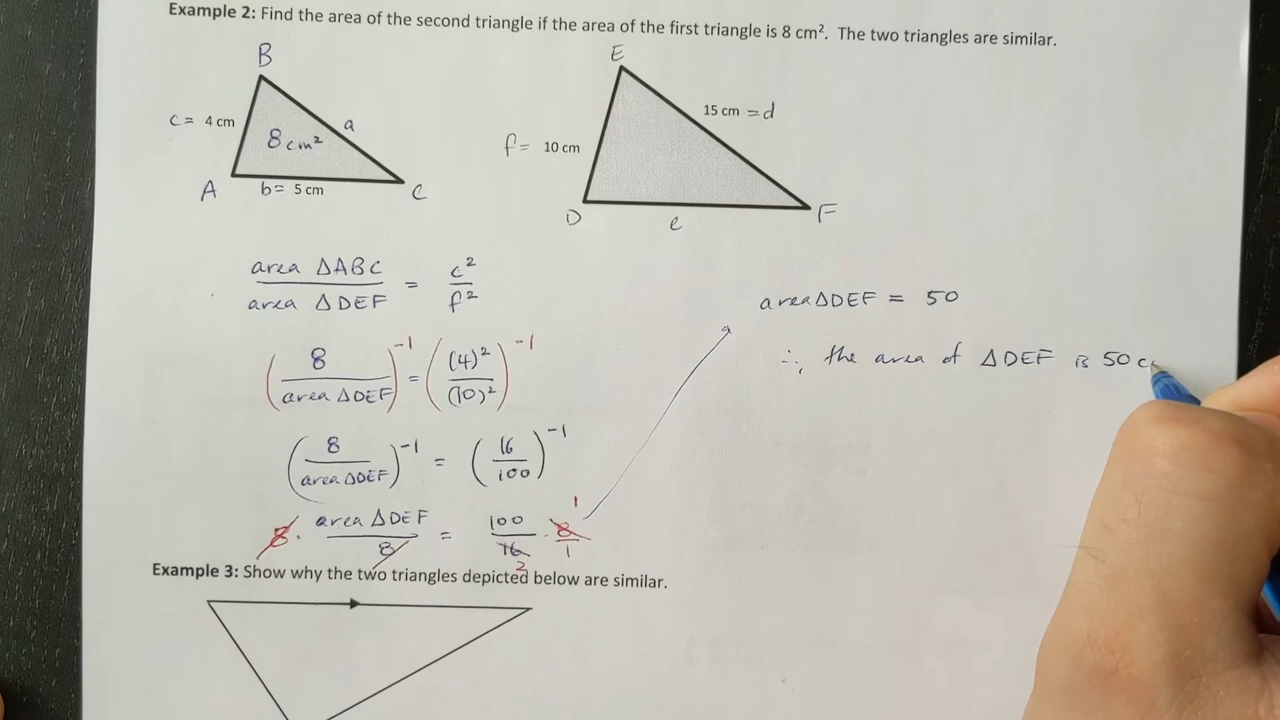 Example 2: Find the area of the second triangle if the area of the first triangle is 8 cm². The two triangles are similar.
B
E
c = 4 cm
a
8 cm²
15 cm = d
f = 10 cm
A
b = 5 cm
C
D
e
F
area ΔABC / area ΔDEF = c² / f²
(8 / area ΔDEF)⁻¹ = ((4)² / (10)²)⁻¹
(8 / area ΔDEF)⁻¹ = (16 / 100)⁻¹
8 · area ΔDEF / 8 = 100 / 16 · 8 / 1
1
2
area ΔDEF = 50
∴, the area of ΔDEF is 50 c
Example 3: Show why the two triangles depicted below are similar.